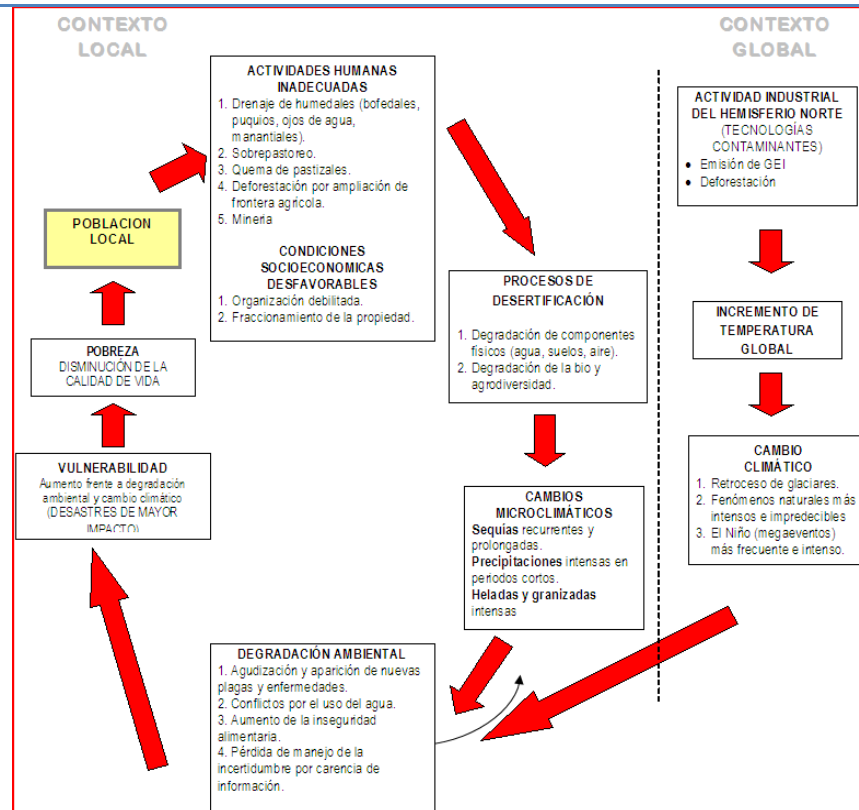 CONTEXTO
LOCAL
ACTIVIDADES HUMANAS
INADECUADAS
1. Drenaje de humedales (bofedales,
puquios, ojos de agua,
manantiales).
2. Sobrepastoreo.
3. Quema de pastizales.
4. Deforestación por ampliación de
frontera agrícola.
5. Mineria
CONDICIONES
SOCIOECONOMICAS
DESFAVORABLES
1. Organización debilitada.
2. Fraccionamiento de la propiedad.
POBLACION
LOCAL
POBREZA
DISMINUCIÓN DE LA
CALIDAD DE VIDA
VULNERABILIDAD
Aumento frente a degradación
ambiental y cambio climático
(DESASTRES DE MAYOR
IMPACTO)
PROCESOS DE
DESERTIFICACIÓN
1. Degradación de componentes
físicos (agua, suelos, aire).
2. Degradación de la bio y
agrodiversidad.
CAMBIOS
MICROCLIMÁTICOS
Sequías recurrentes y
prolongadas.
Precipitaciones intensas en
periodos cortos.
Heladas y granizadas
intensas
DEGRADACIÓN AMBIENTAL
1. Agudización y aparición de nuevas
plagas y enfermedades.
2. Conflictos por el uso del agua.
3. Aumento de la inseguridad
alimentaria.
4. Pérdida de manejo de la
incertidumbre por carencia de
información.
CONTEXTO
GLOBAL
ACTIVIDAD INDUSTRIAL
DEL HEMISFERIO NORTE
(TECNOLOGÍAS
CONTAMINANTES)
• Emisión de GEI
• Deforestación
INCREMENTO DE
TEMPERATURA
GLOBAL
CAMBIO
CLIMÁTICO
1. Retroceso de glaciares.
2. Fenómenos naturales más
intensos e impredecibles
3. El Niño (megaeventos)
más frecuente e intenso.